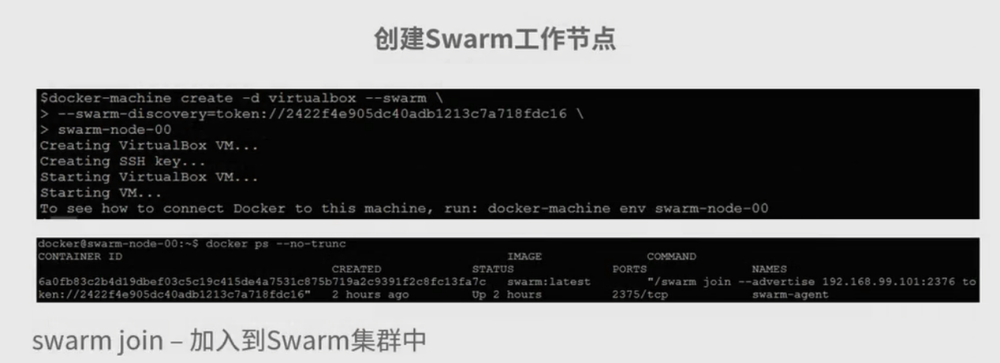 创建Swarm工作节点
$docker-machine create -d virtualbox --swarm \
> --swarm-discovery=token://2422f4e905dc40adb1213c7a718fdc16 \
> swarm-node-00
Creating VirtualBox VM...
Creating SSH key...
Starting VirtualBox VM...
Starting VM...
To see how to connect Docker to this machine, run: docker-machine env swarm-node-00
docker@swarm-node-00:~$ docker ps --no-trunc
CONTAINER ID IMAGE COMMAND
CREATED STATUS PORTS NAMES
6a0fb83c2b4d19dbef03c5c19c415de4a7531c875b719a2c9391f2c8fc13fa7c swarm:latest "/swarm join --advertise 192.168.99.101:2376 to
ken://2422f4e905dc40adb1213c7a718fdc16" 2 hours ago Up 2 hours 2375/tcp swarm-agent
swarm join – 加入到Swarm集群中